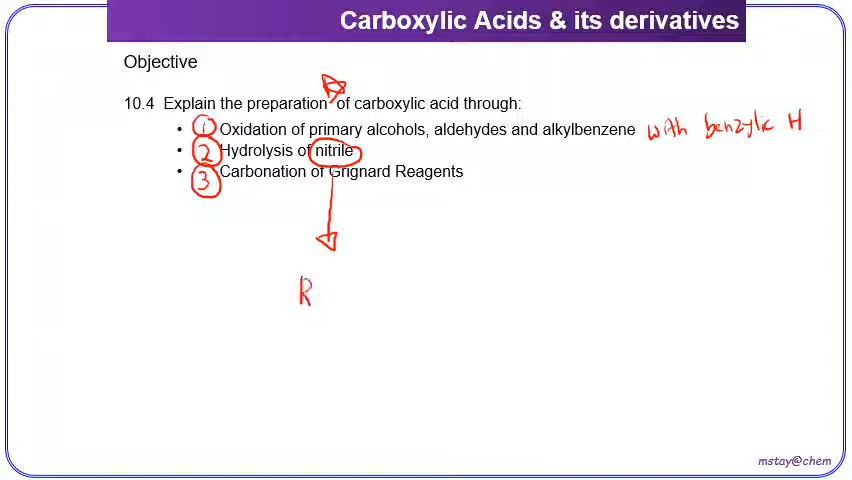 Carboxylic Acids & its derivatives
Objective
10.4 Explain the preparation of carboxylic acid through:
• ① Oxidation of primary alcohols, aldehydes and alkylbenzene with benzylic H
• ② Hydrolysis of nitrile
• ③ Carbonation of Grignard Reagents
R
mstay@chem